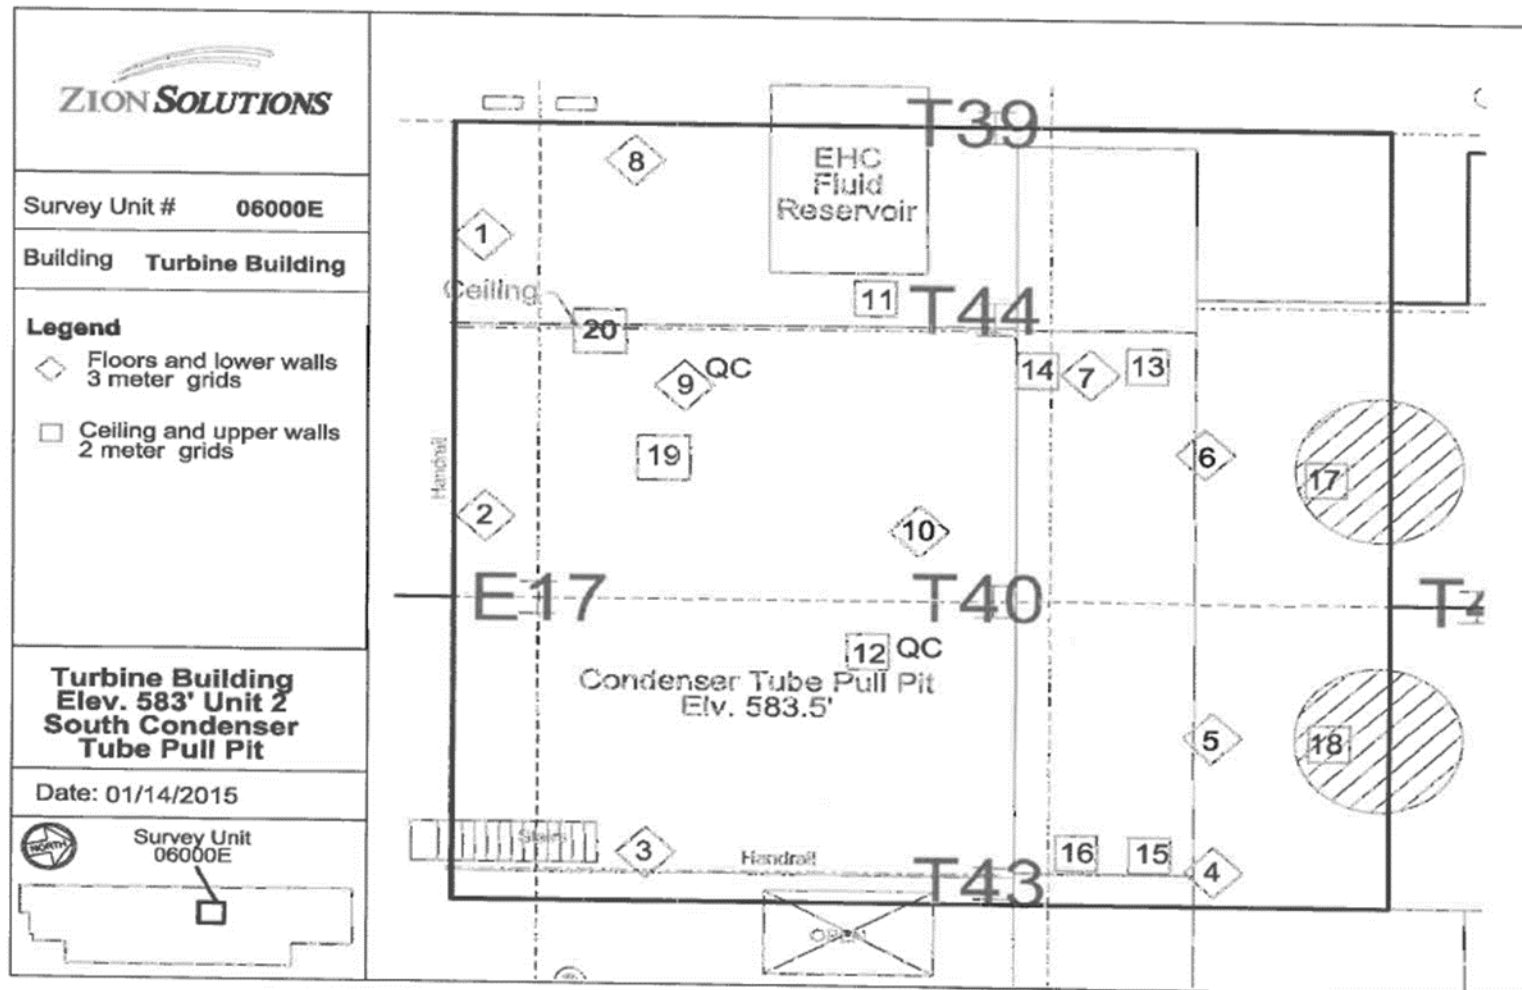 ZION SOLUTIONS
Survey Unit # 06000E
Building Turbine Building
Legend
Floors and lower walls
3 meter grids
Ceiling and upper walls
2 meter grids
Turbine Building
Elev. 583' Unit 2
South Condenser
Tube Pull Pit
Date: 01/14/2015
NORTH
Survey Unit
06000E
T39
8
EHC
Fluid
Reservoir
1
Ceiling
11
T44
20
9 QC
14
7
13
19
6
Handrail
17
2
10
E17
T40
12 QC
Condenser Tube Pull Pit
Elv. 583.5'
5
18
Stairs
3
Handrail
16
15
4
T43
OPEN